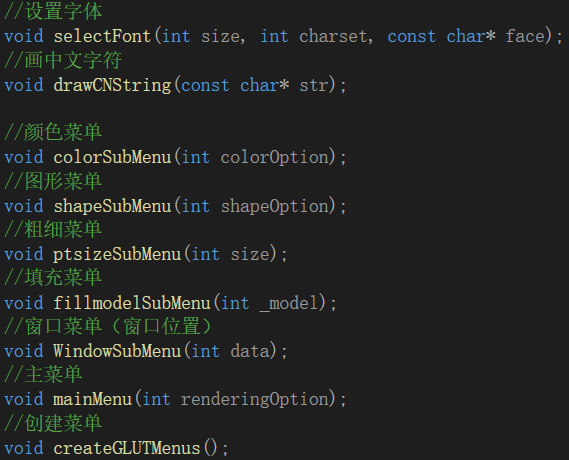 //设置字体
void selectFont(int size, int charset, const char* face);
//画中文字符
void drawCNString(const char* str);
//颜色菜单
void colorSubMenu(int colorOption);
//图形菜单
void shapeSubMenu(int shapeOption);
//粗细菜单
void ptsizeSubMenu(int size);
//填充菜单
void fillmodelSubMenu(int _model);
//窗口菜单（窗口位置）
void WindowSubMenu(int data);
//主菜单
void mainMenu(int renderingOption);
//创建菜单
void createGLUTMenus();